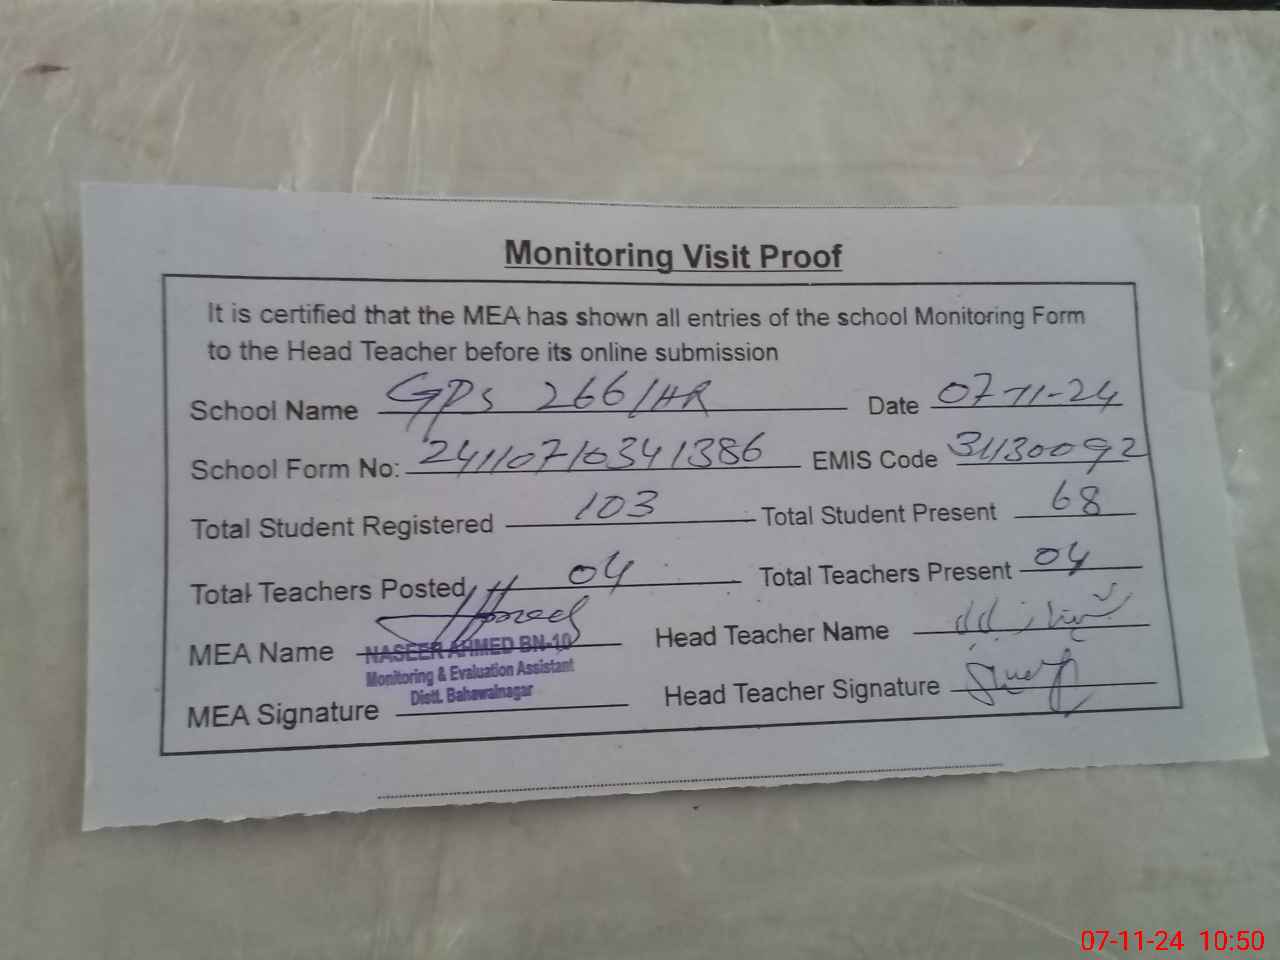 Monitoring Visit Proof
It is certified that the MEA has shown all entries of the school Monitoring Form
to the Head Teacher before its online submission
School Name GPS 266/HR Date 07-11-24
School Form No: 24110710341386 EMIS Code 31130092
Total Student Registered 103 Total Student Present 68
Total Teachers Posted 04 Total Teachers Present 04
MEA Name NASEER AHMED BN-10 Head Teacher Name
Monitoring & Evaluation Assistant
Distt. Bahawalnagar
MEA Signature Head Teacher Signature
07-11-24 10:50